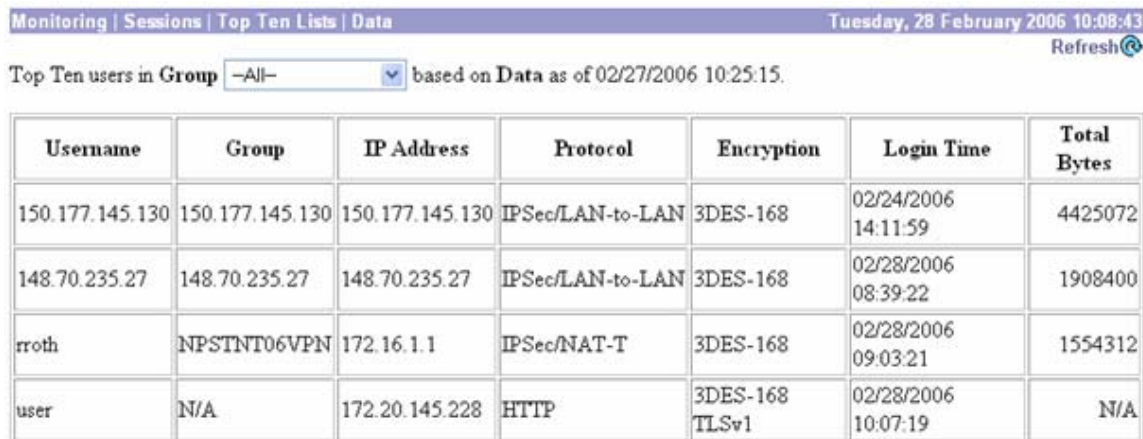 Monitoring | Sessions | Top Ten Lists | Data Tuesday, 28 February 2006 10:08:43
Refresh
Top Ten users in Group --All-- based on Data as of 02/27/2006 10:25:15.
Username Group IP Address Protocol Encryption Login Time Total Bytes
150.177.145.130 150.177.145.130 150.177.145.130 IPSec/LAN-to-LAN 3DES-168 02/24/2006 14:11:59 4425072
148.70.235.27 148.70.235.27 148.70.235.27 IPSec/LAN-to-LAN 3DES-168 02/28/2006 08:39:22 1908400
rroth NPSTNT06VPN 172.16.1.1 IPSec/NAT-T 3DES-168 02/28/2006 09:03:21 1554312
user N/A 172.20.145.228 HTTP 3DES-168 TLSv1 02/28/2006 10:07:19 N/A